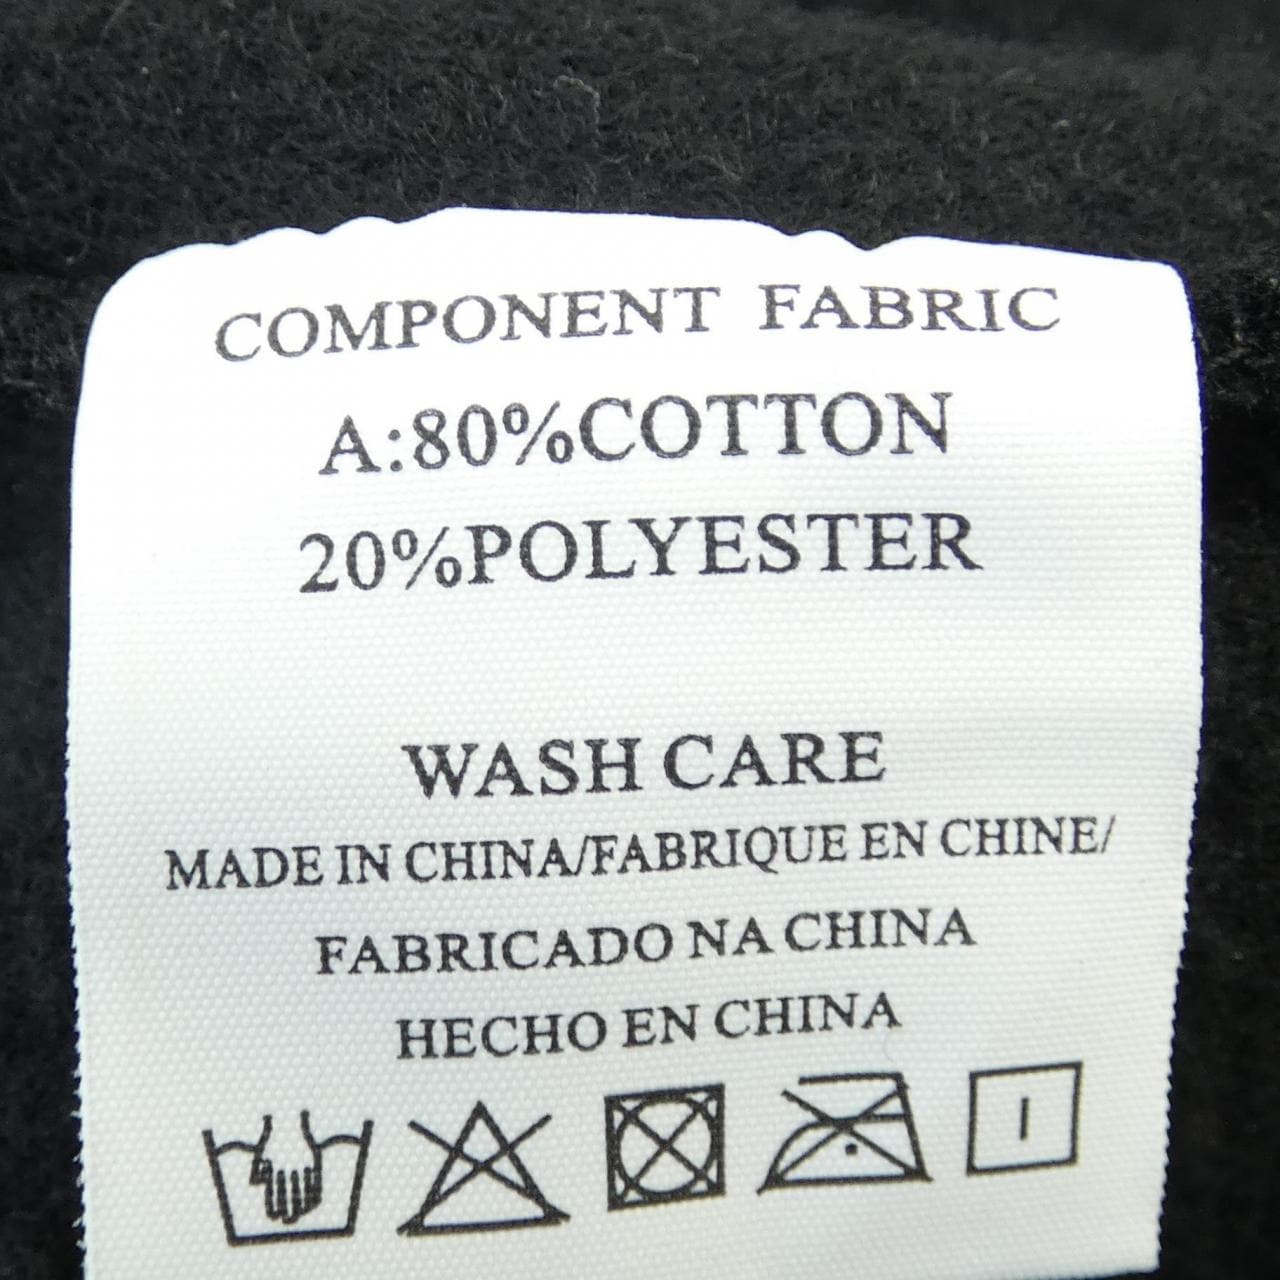 COMPONENT FABRIC
A:80%COTTON
20%POLYESTER
WASH CARE
MADE IN CHINA/FABRIQUE EN CHINE/
FABRICADO NA CHINA
HECHO EN CHINA